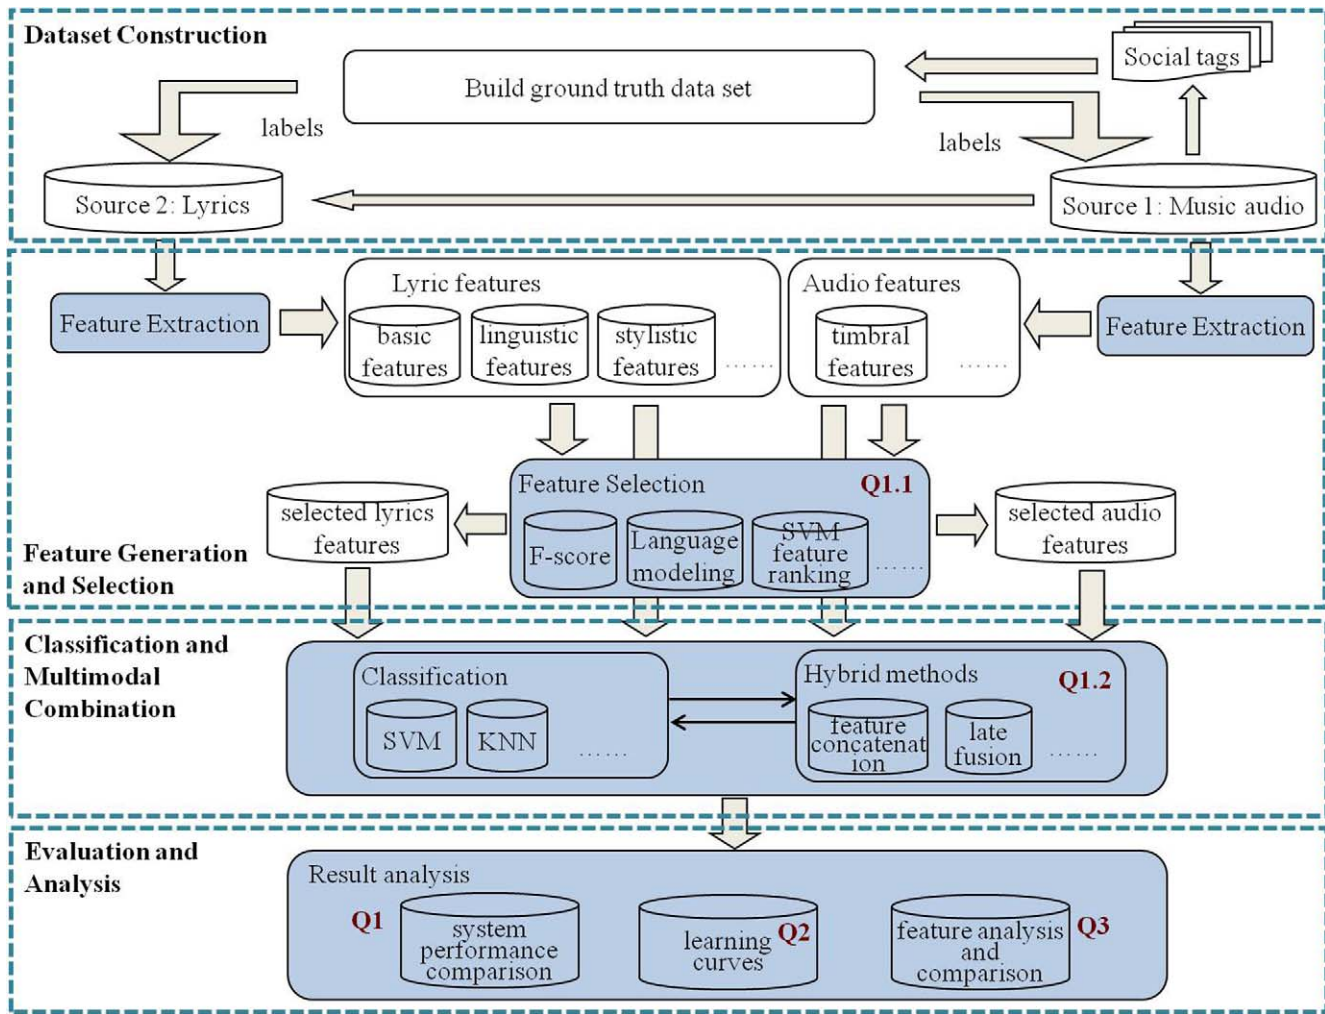 Dataset Construction
Social tags
Build ground truth data set
labels
labels
Source 2: Lyrics
Source 1: Music audio
Feature Extraction
Lyric features
basic
features
linguistic
features
stylistic
features
……
Audio features
timbral
features
……
Feature Extraction
Feature Selection
Q1.1
F-score
Language
modeling
SVM
feature
ranking
……
selected lyrics
features
selected audio
features
Feature Generation
and Selection
Classification and
Multimodal
Combination
Classification
SVM
KNN
……
Hybrid methods
Q1.2
feature
concatenat
ion
late
fusion
……
Evaluation and
Analysis
Result analysis
Q1
system
performance
comparison
learning
curves
Q2
feature analysis
and
comparison
Q3